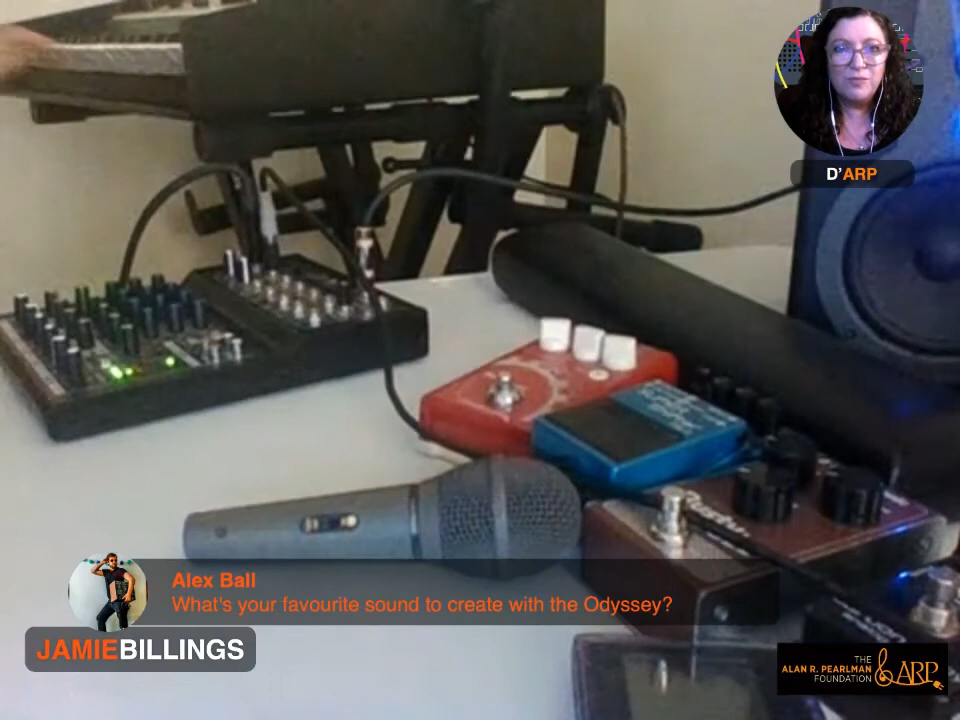 D'ARP
Alex Ball
What's your favourite sound to create with the Odyssey?
JAMIEBILLINGS
THE
ALAN R. PEARLMAN
FOUNDATION
ARP